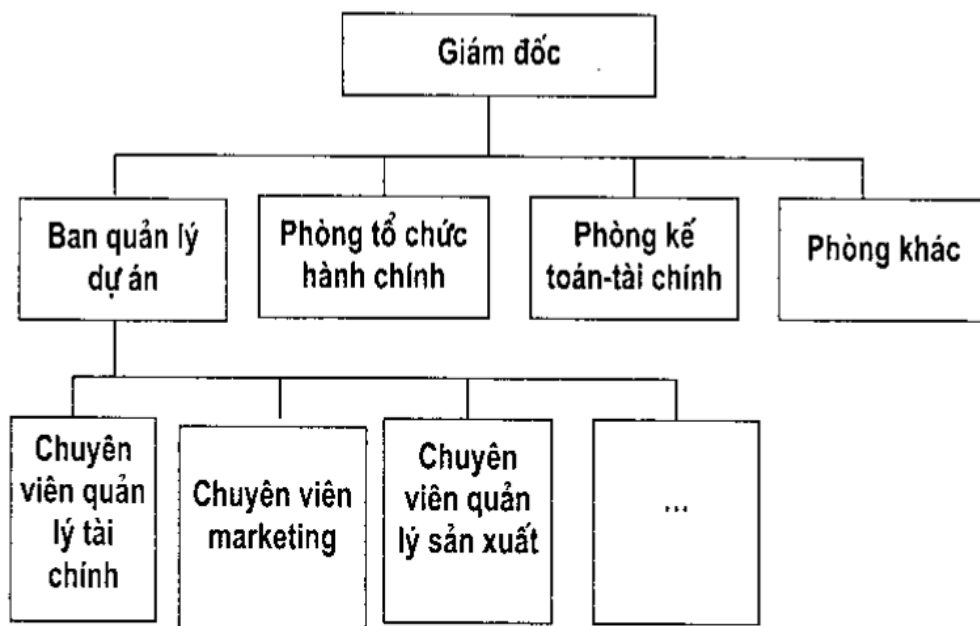 Giám đốc
Ban quản lý
dự án
Phòng tổ chức
hành chính
Phòng kế
toán-tài chính
Phòng khác
Chuyên
viên quản
lý tài
chính
Chuyên viên
marketing
Chuyên
viên quản
lý sản xuất
...